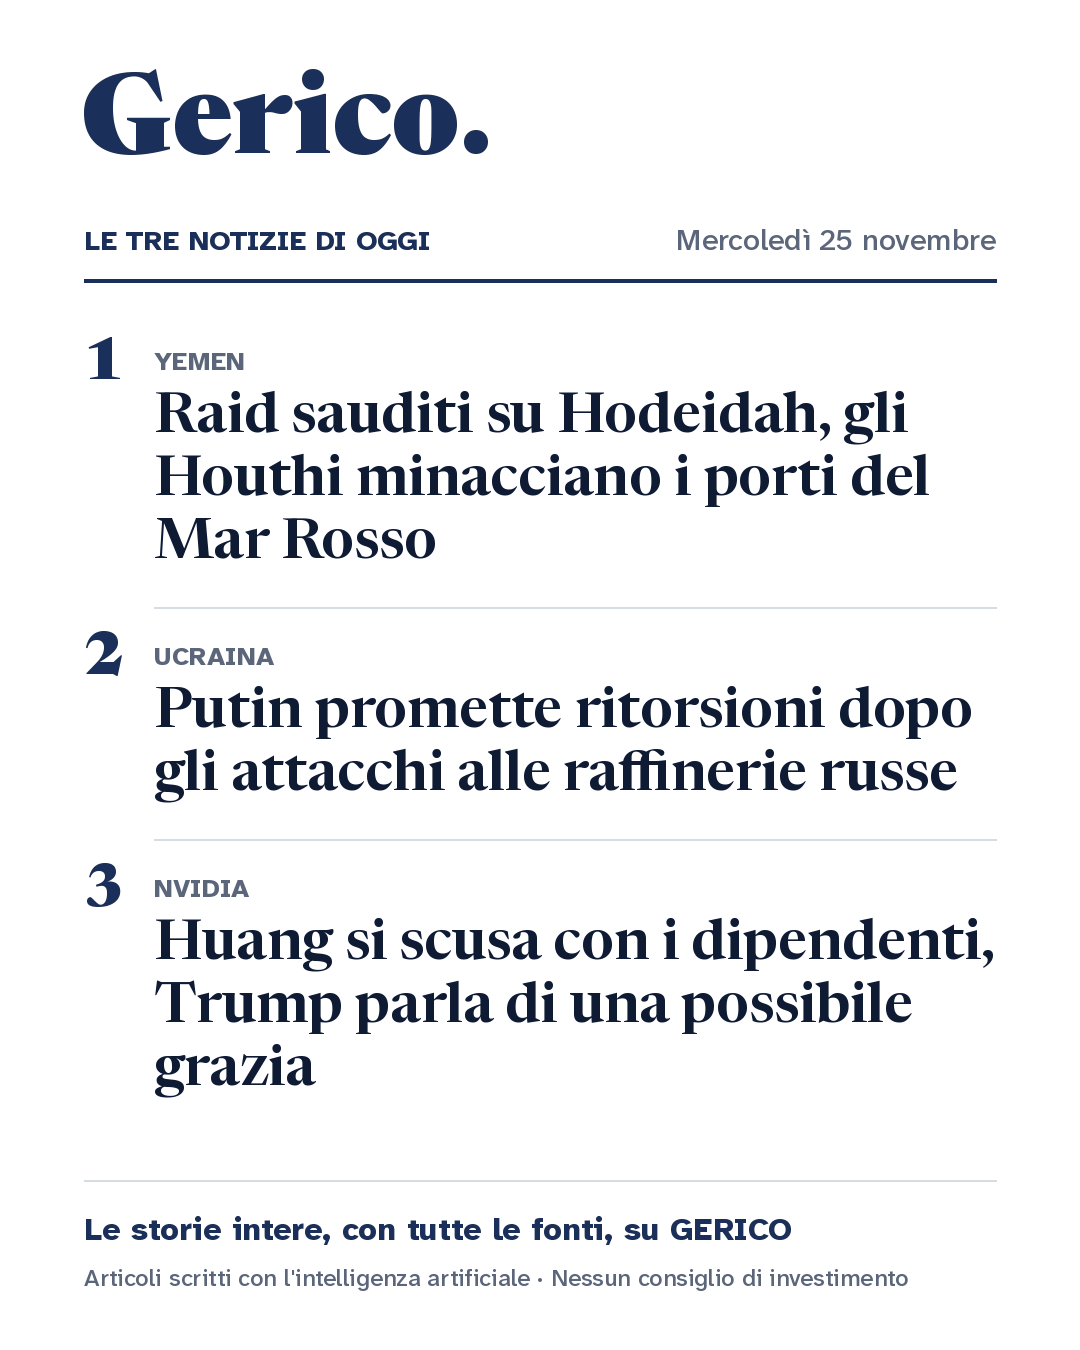 Gerico.
LE TRE NOTIZIE DI OGGI
Mercoledì 25 novembre
1
YEMEN
Raid sauditi su Hodeidah, gli
Houthi minacciano i porti del
Mar Rosso
2
UCRAINA
Putin promette ritorsioni dopo
gli attacchi alle raffinerie russe
3
NVIDIA
Huang si scusa con i dipendenti,
Trump parla di una possibile
grazia
Le storie intere, con tutte le fonti, su GERICO
Articoli scritti con l'intelligenza artificiale · Nessun consiglio di investimento